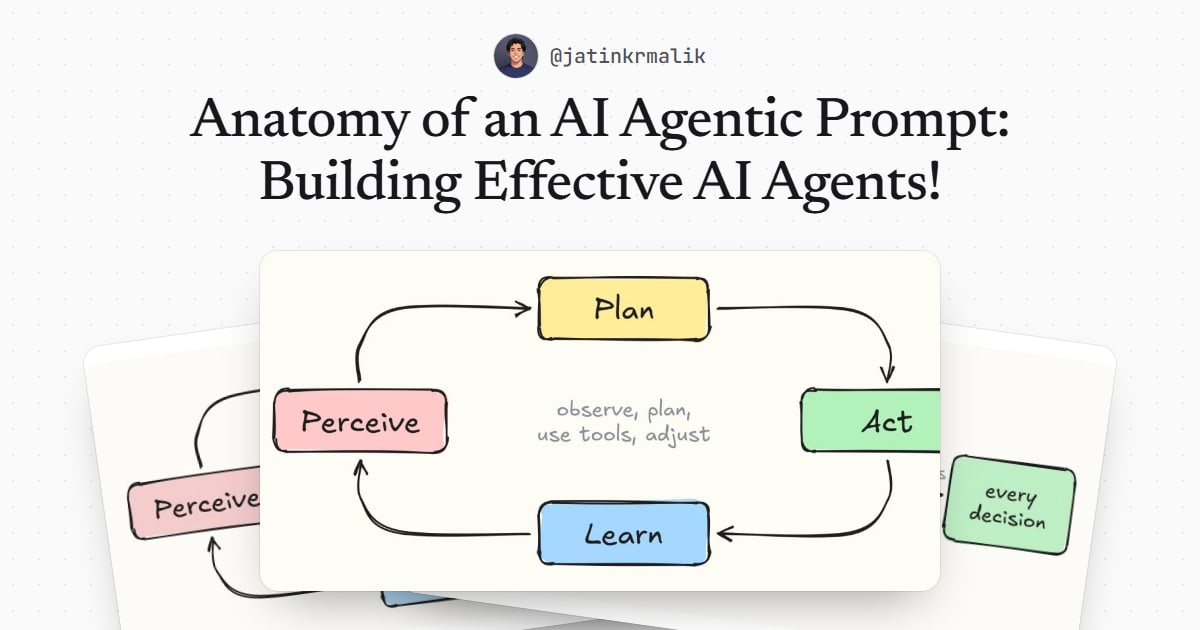 @jatinkrmalik
Anatomy of an AI Agentic Prompt:
Building Effective AI Agents!
Plan
Perceive
observe, plan,
use tools, adjust
Act
Learn
Perceive
s
every
decision